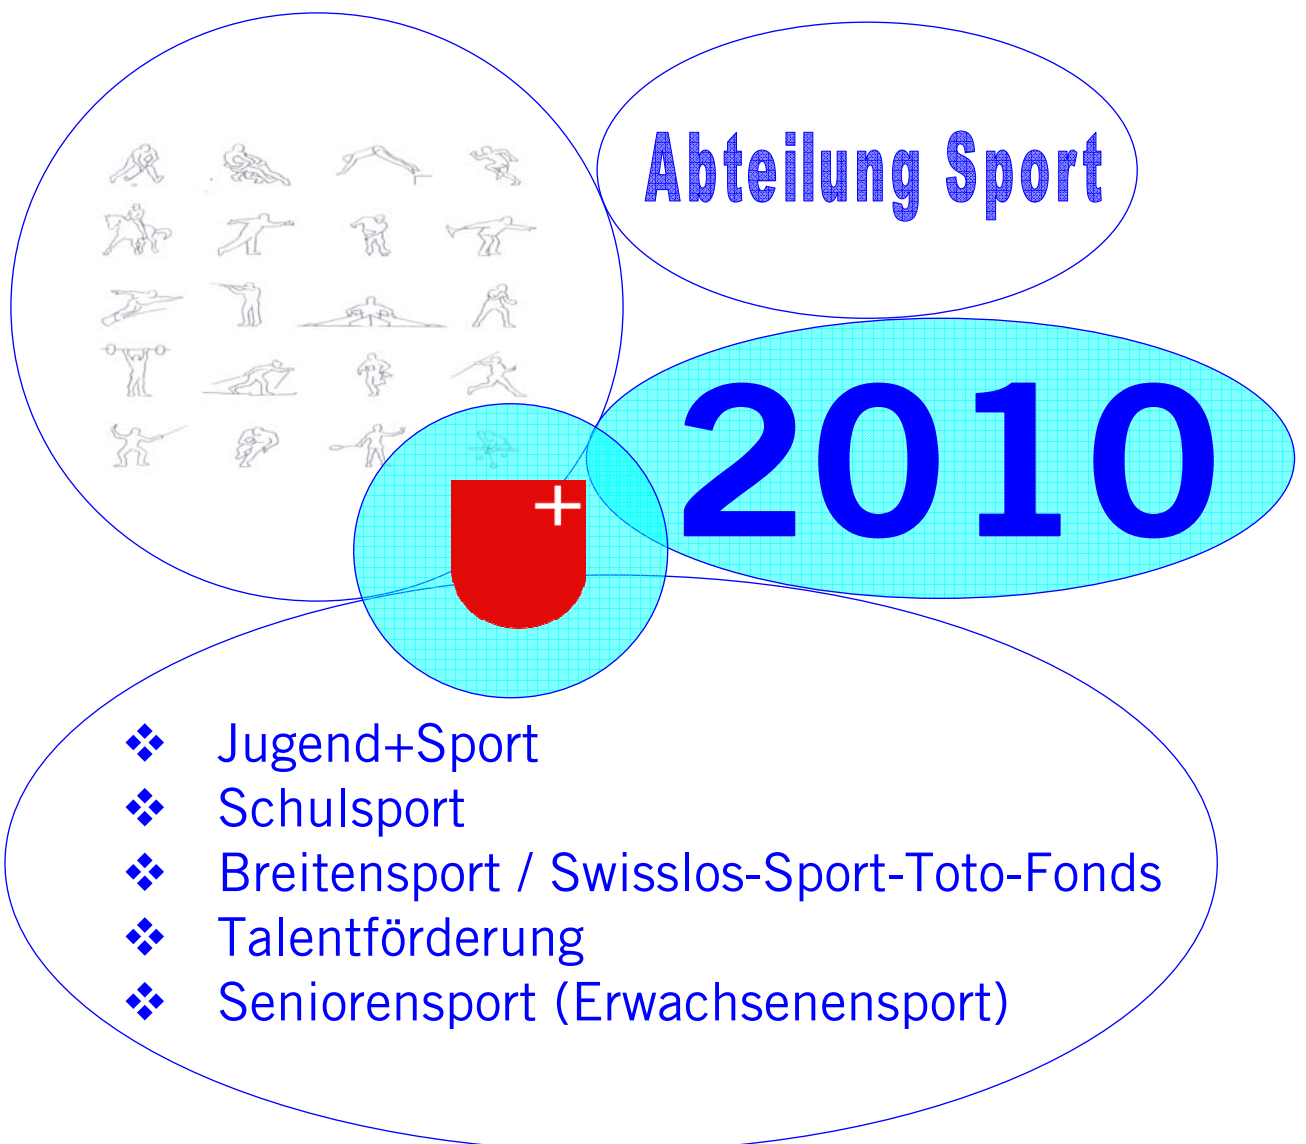 Abteilung Sport
2010
❖ Jugend+Sport
❖ Schulsport
❖ Breitensport / Swisslos-Sport-Toto-Fonds
❖ Talentförderung
❖ Seniorensport (Erwachsenensport)